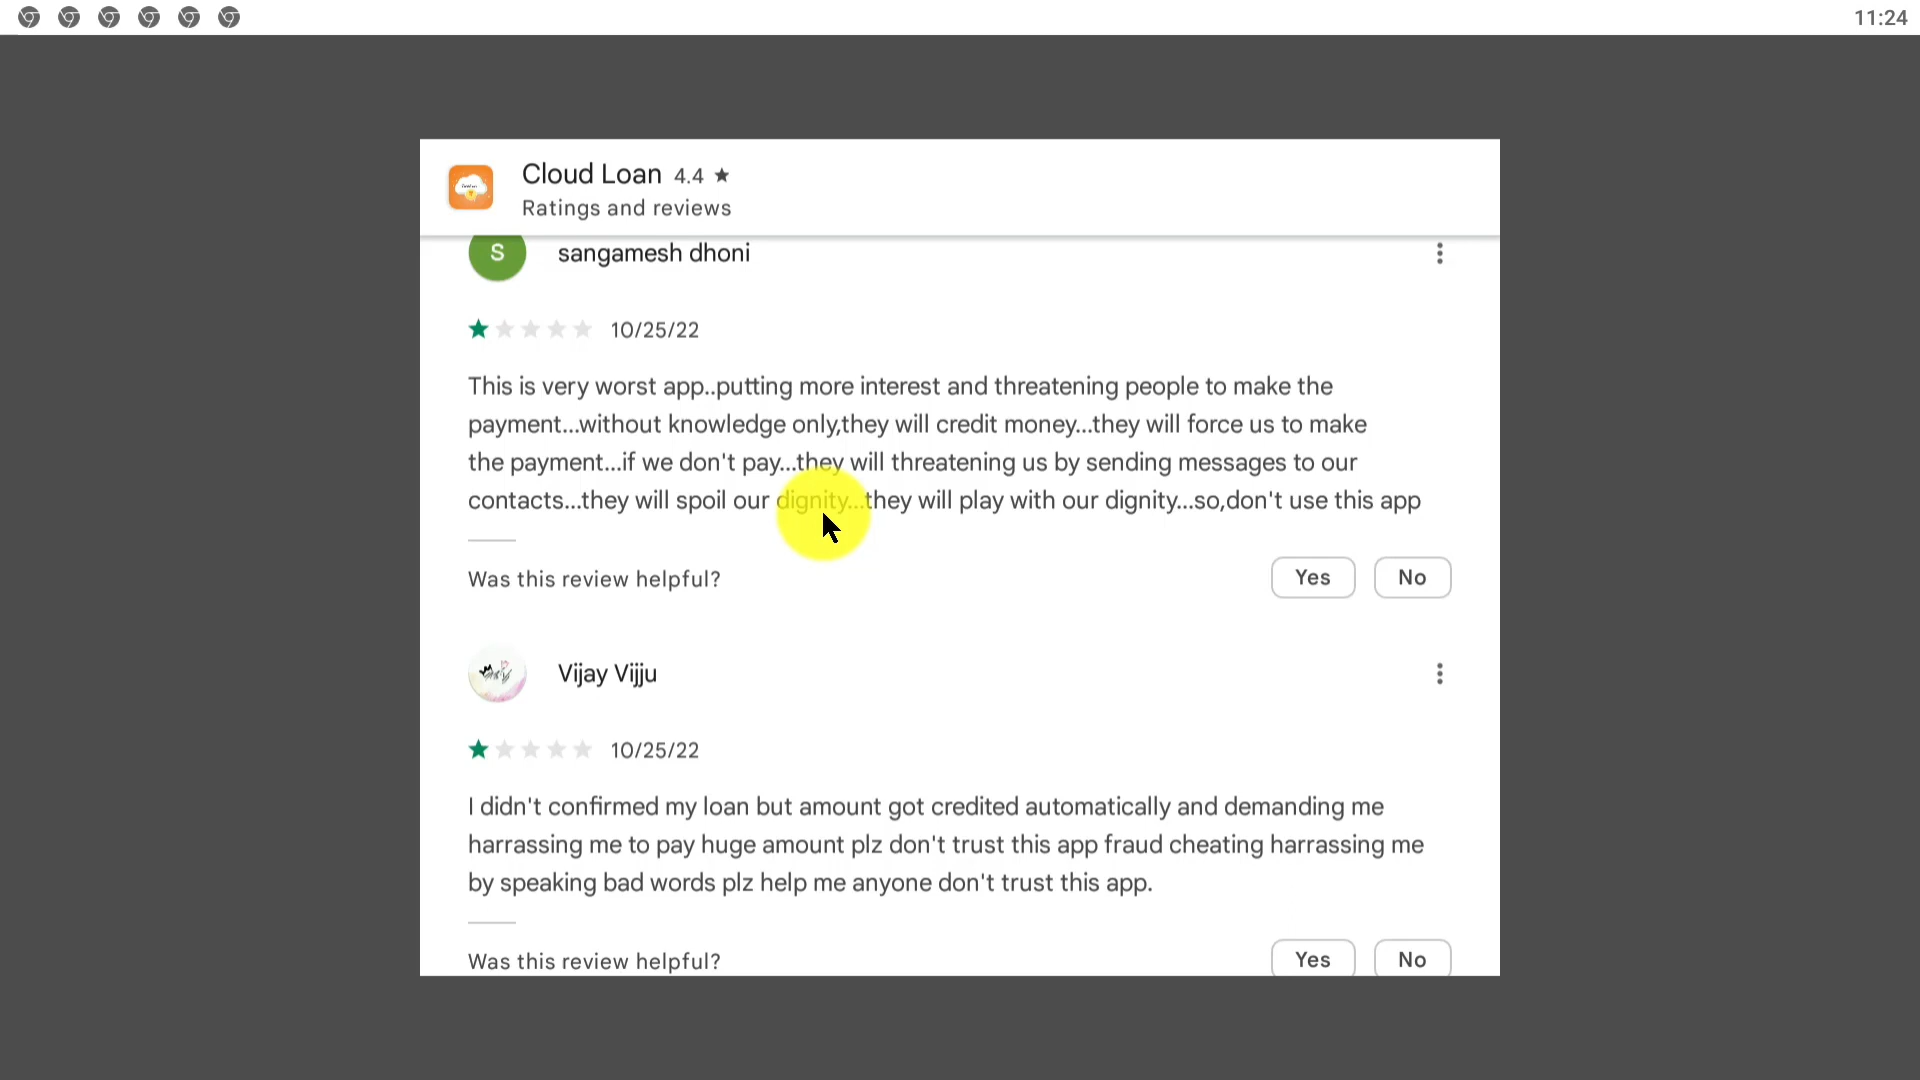 11:24
Cloud Loan 4.4 ★
Ratings and reviews
S sangamesh dhoni
10/25/22
This is very worst app..putting more interest and threatening people to make the
payment...without knowledge only,they will credit money...they will force us to make
the payment...if we don't pay...they will threatening us by sending messages to our
contacts...they will spoil our dignity...they will play with our dignity...so,don't use this app
Was this review helpful? Yes No
Vijay Vijju
10/25/22
I didn't confirmed my loan but amount got credited automatically and demanding me
harrassing me to pay huge amount plz don't trust this app fraud cheating harrassing me
by speaking bad words plz help me anyone don't trust this app.
Was this review helpful? Yes No